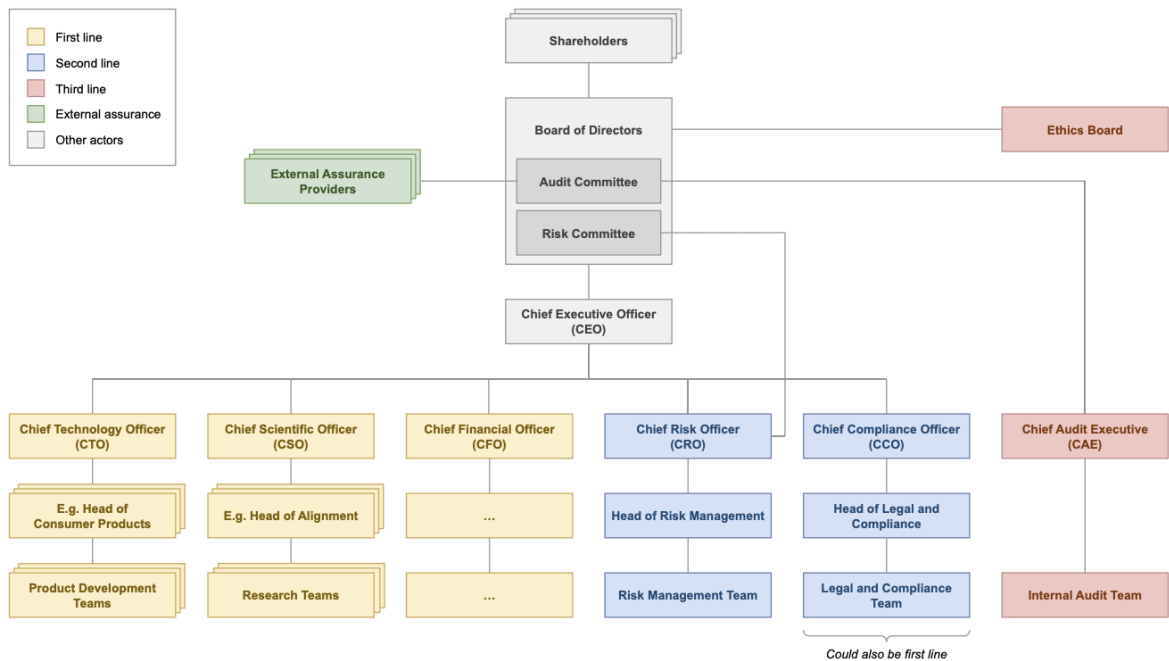 First line
Second line
Third line
External assurance
Other actors
Shareholders
Board of Directors
Ethics Board
External Assurance
Providers
Audit Committee
Risk Committee
Chief Executive Officer
(CEO)
Chief Technology Officer
(CTO)
Chief Scientific Officer
(CSO)
Chief Financial Officer
(CFO)
Chief Risk Officer
(CRO)
Chief Compliance Officer
(CCO)
Chief Audit Executive
(CAE)
E.g. Head of
Consumer Products
E.g. Head of Alignment
...
Head of Risk Management
Head of Legal and
Compliance
Product Development
Teams
Research Teams
...
Risk Management Team
Legal and Compliance
Team
Internal Audit Team
Could also be first line